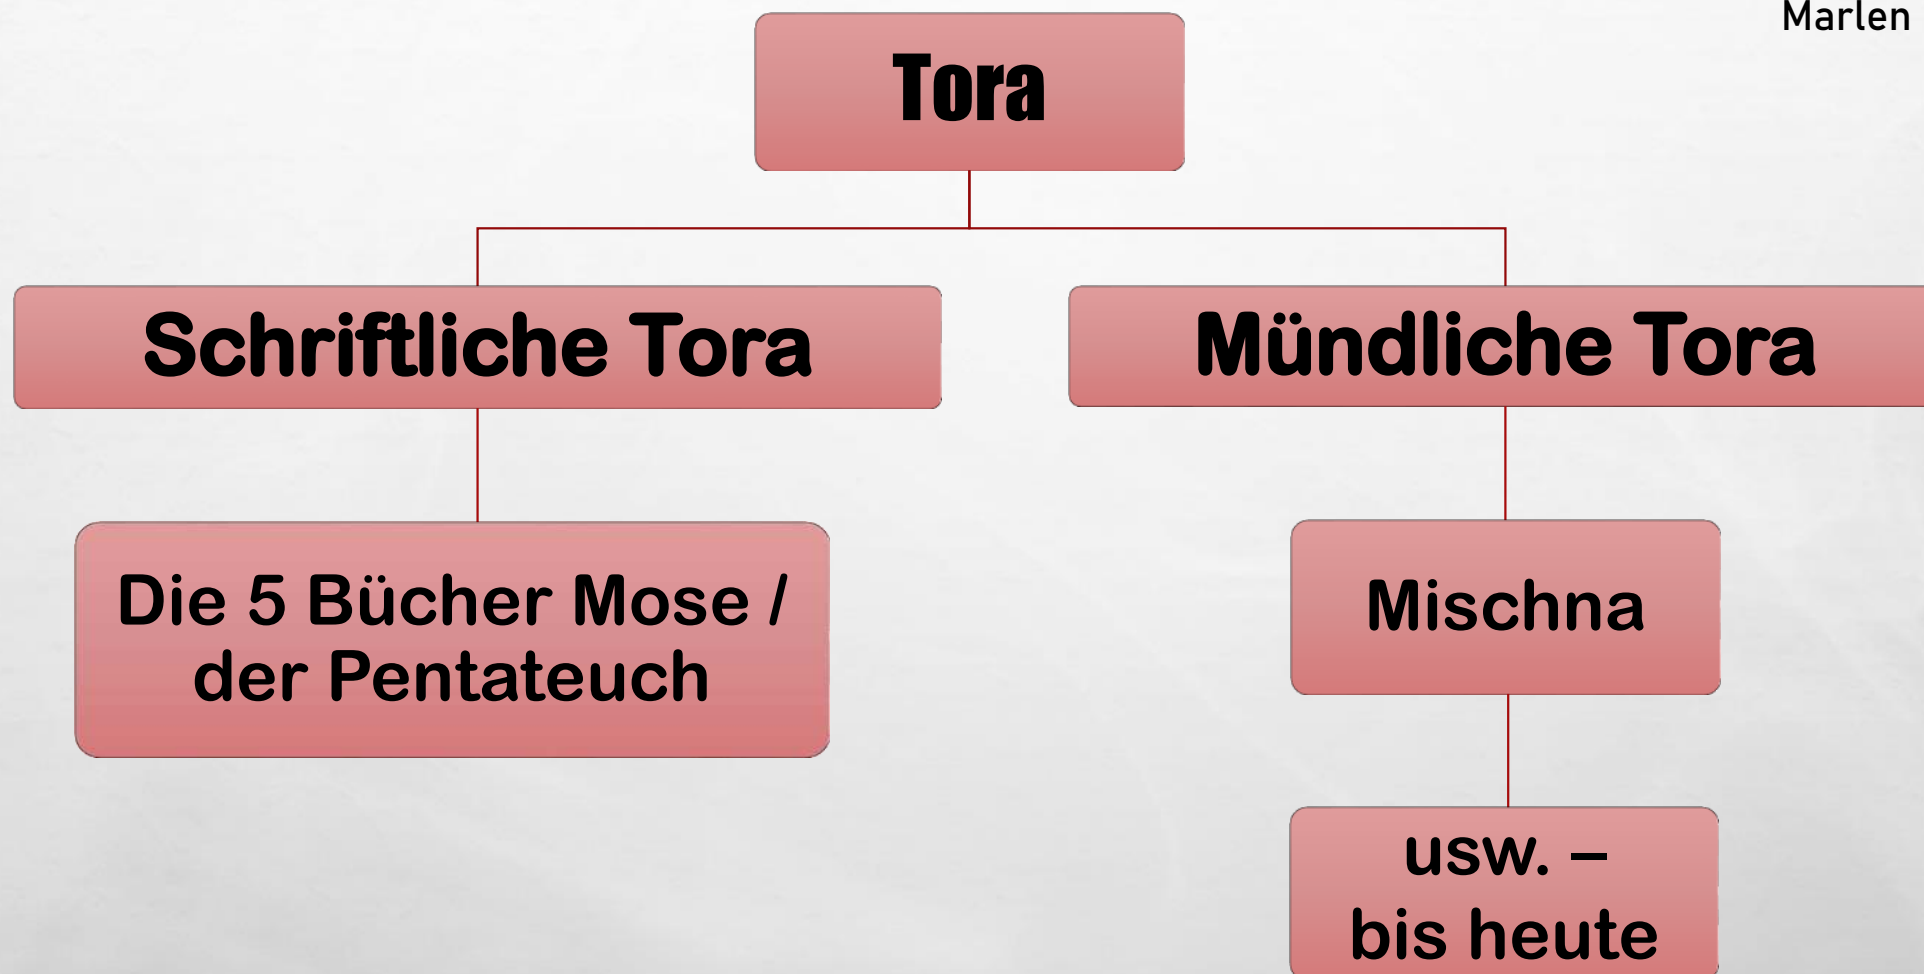 Marlen
Tora
Schriftliche Tora
Mündliche Tora
Die 5 Bücher Mose /
der Pentateuch
Mischna
usw. –
bis heute